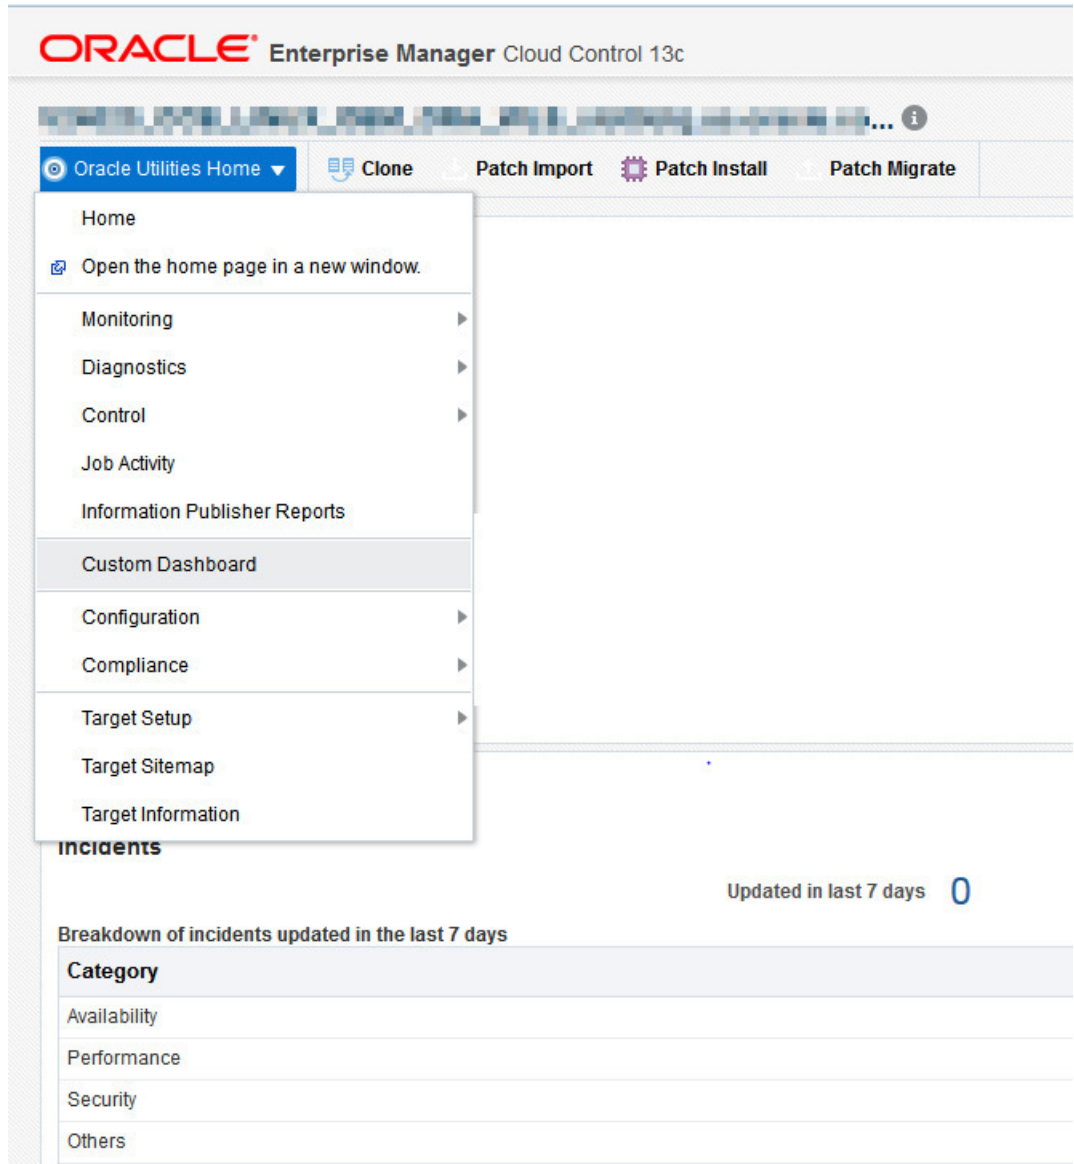 ORACLE Enterprise Manager Cloud Control 13c
...
Oracle Utilities Home Clone Patch Import Patch Install Patch Migrate
Home
Open the home page in a new window.
Monitoring
Diagnostics
Control
Job Activity
Information Publisher Reports
Custom Dashboard
Configuration
Compliance
Target Setup
Target Sitemap
Target Information
Incidents
Updated in last 7 days 0
Breakdown of incidents updated in the last 7 days
Category
Availability
Performance
Security
Others